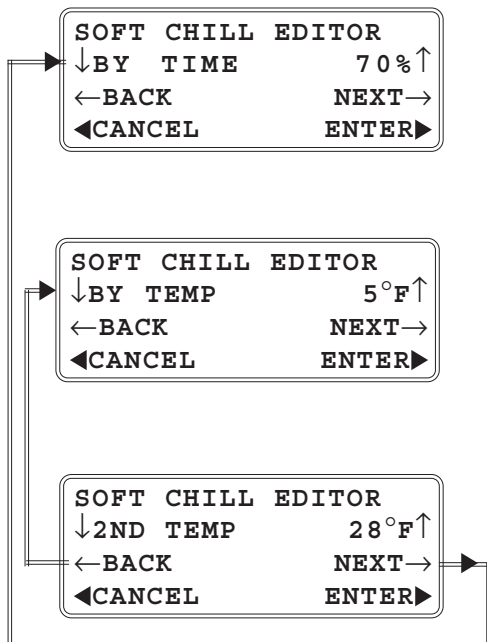 SOFT CHILL EDITOR
↓BY TIME 70%↑
←BACK NEXT→
◀CANCEL ENTER▶
SOFT CHILL EDITOR
↓BY TEMP 5°F↑
←BACK NEXT→
◀CANCEL ENTER▶
SOFT CHILL EDITOR
↓2ND TEMP 28°F↑
←BACK NEXT→
◀CANCEL ENTER▶